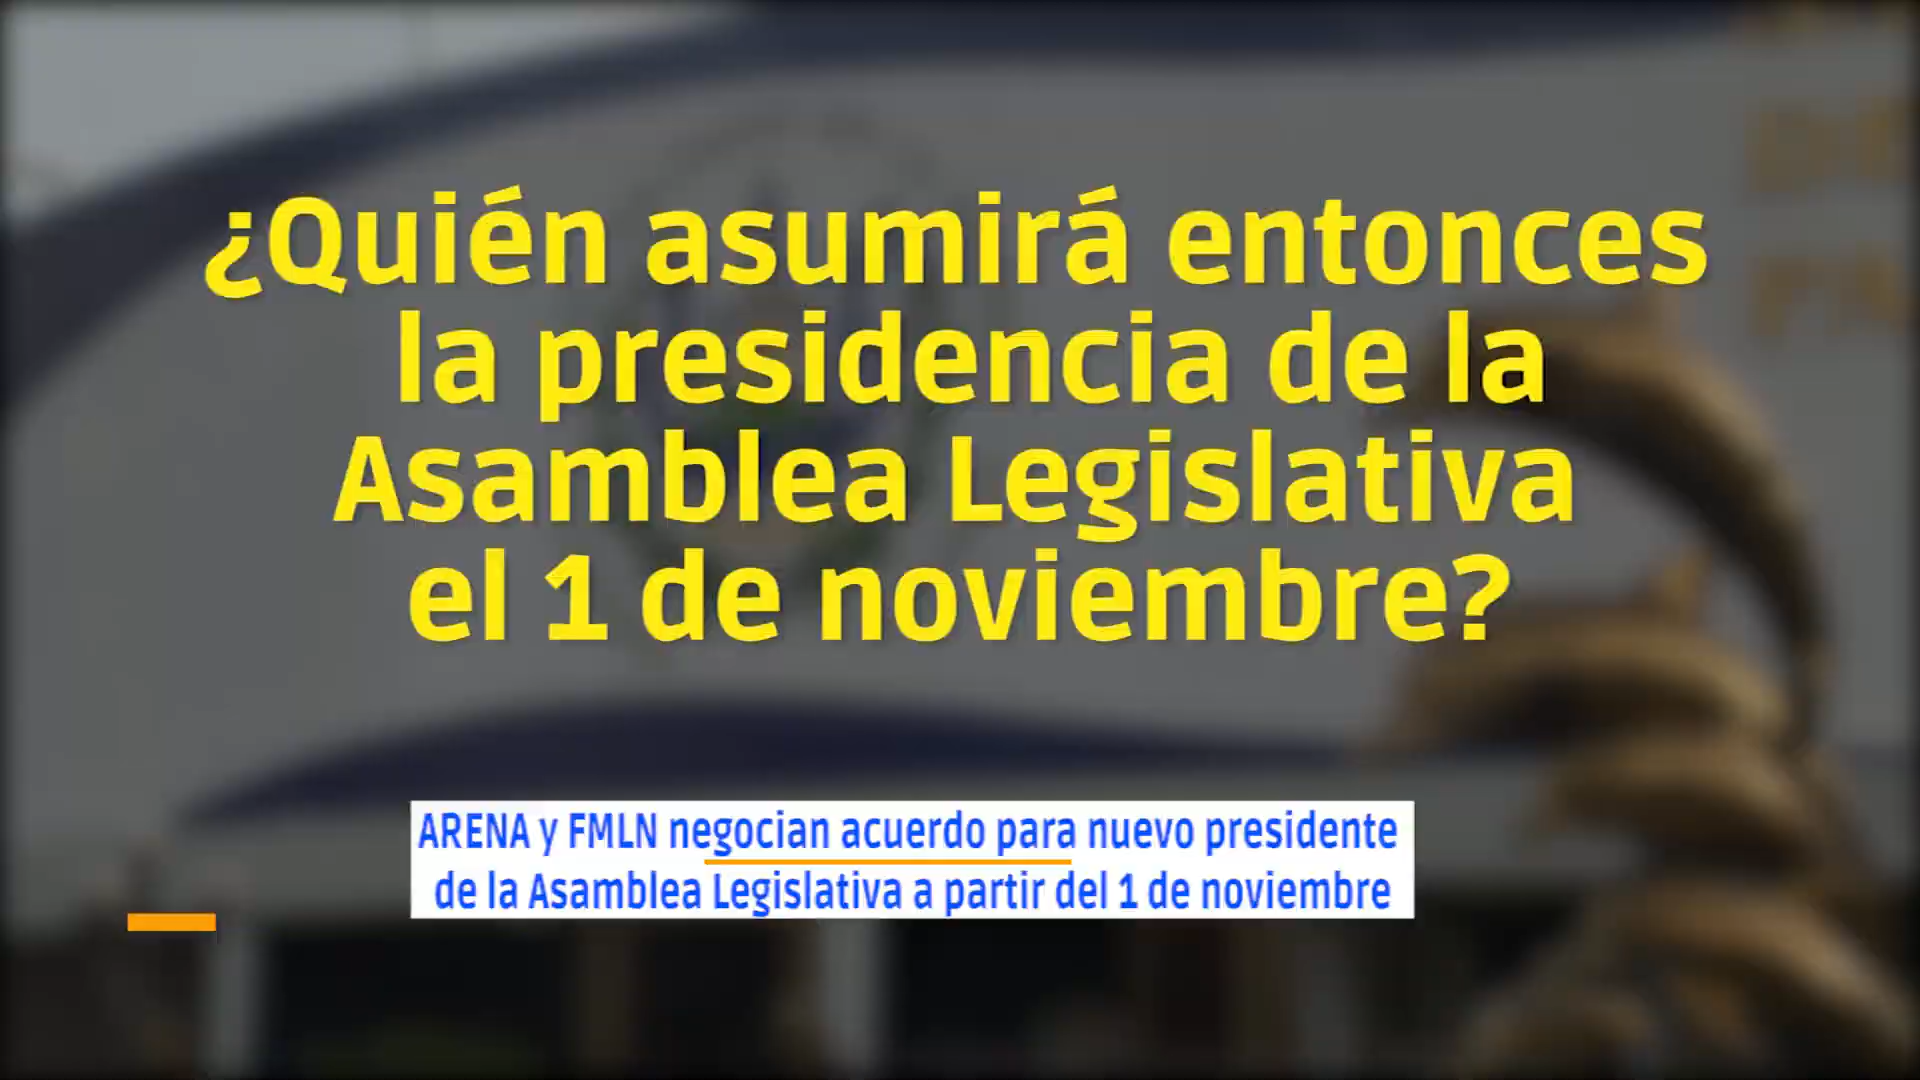 ¿Quién asumirá entonces
la presidencia de la
Asamblea Legislativa
el 1 de noviembre?
ARENA y FMLN negocian acuerdo para nuevo presidente
de la Asamblea Legislativa a partir del 1 de noviembre